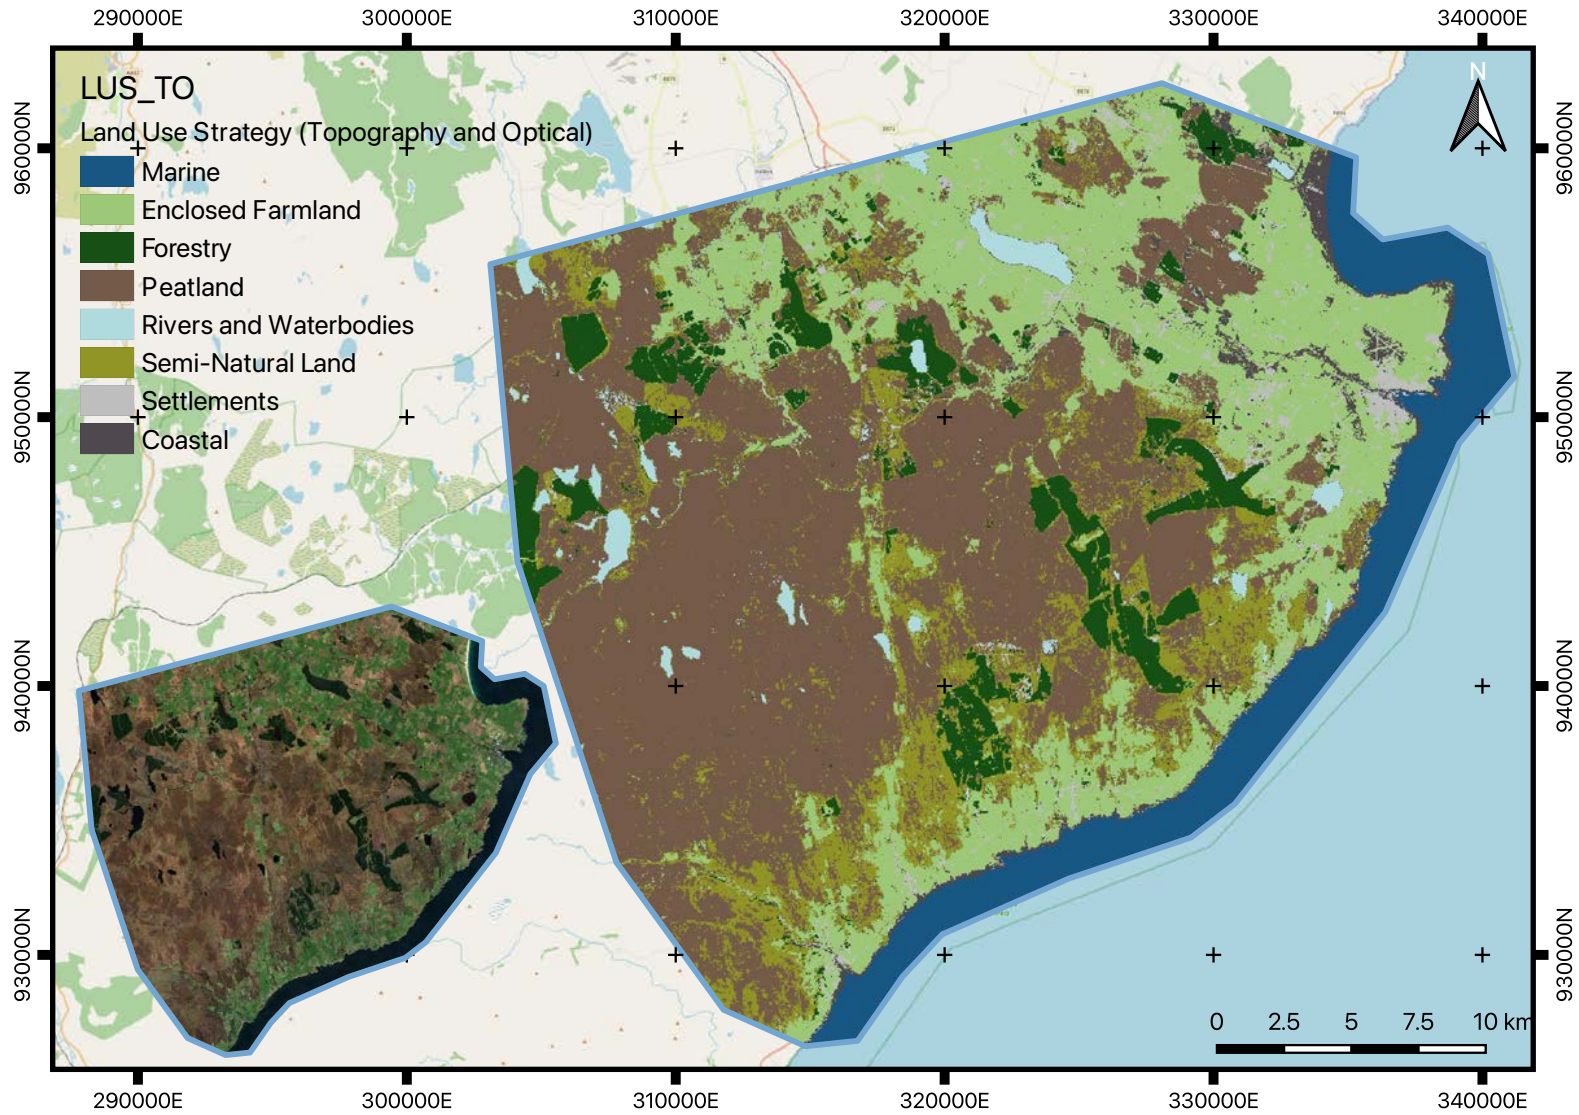 290000E 300000E 310000E 320000E 330000E 340000E
LUS_TO
Land Use Strategy (Topography and Optical)
Marine
Enclosed Farmland
Forestry
Peatland
Rivers and Waterbodies
Semi-Natural Land
Settlements
Coastal
N
960000N 960000N
950000N 950000N
940000N 940000N
930000N 930000N
0 2.5 5 7.5 10 km
290000E 300000E 310000E 320000E 330000E 340000E